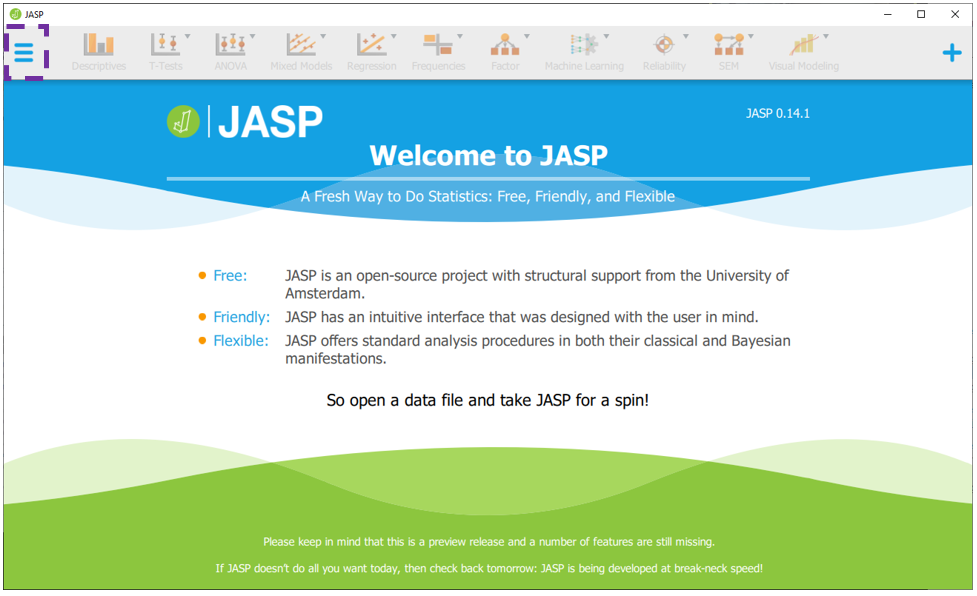 JASP
Descriptives
T-Tests
ANOVA
Mixed Models
Regression
Frequencies
Factor
Machine Learning
Reliability
SEM
Visual Modeling
JASP
JASP 0.14.1
Welcome to JASP
A Fresh Way to Do Statistics: Free, Friendly, and Flexible
Free: JASP is an open-source project with structural support from the University of
Amsterdam.
Friendly: JASP has an intuitive interface that was designed with the user in mind.
Flexible: JASP offers standard analysis procedures in both their classical and Bayesian
manifestations.
So open a data file and take JASP for a spin!
Please keep in mind that this is a preview release and a number of features are still missing.
If JASP doesn't do all you want today, then check back tomorrow: JASP is being developed at break-neck speed!